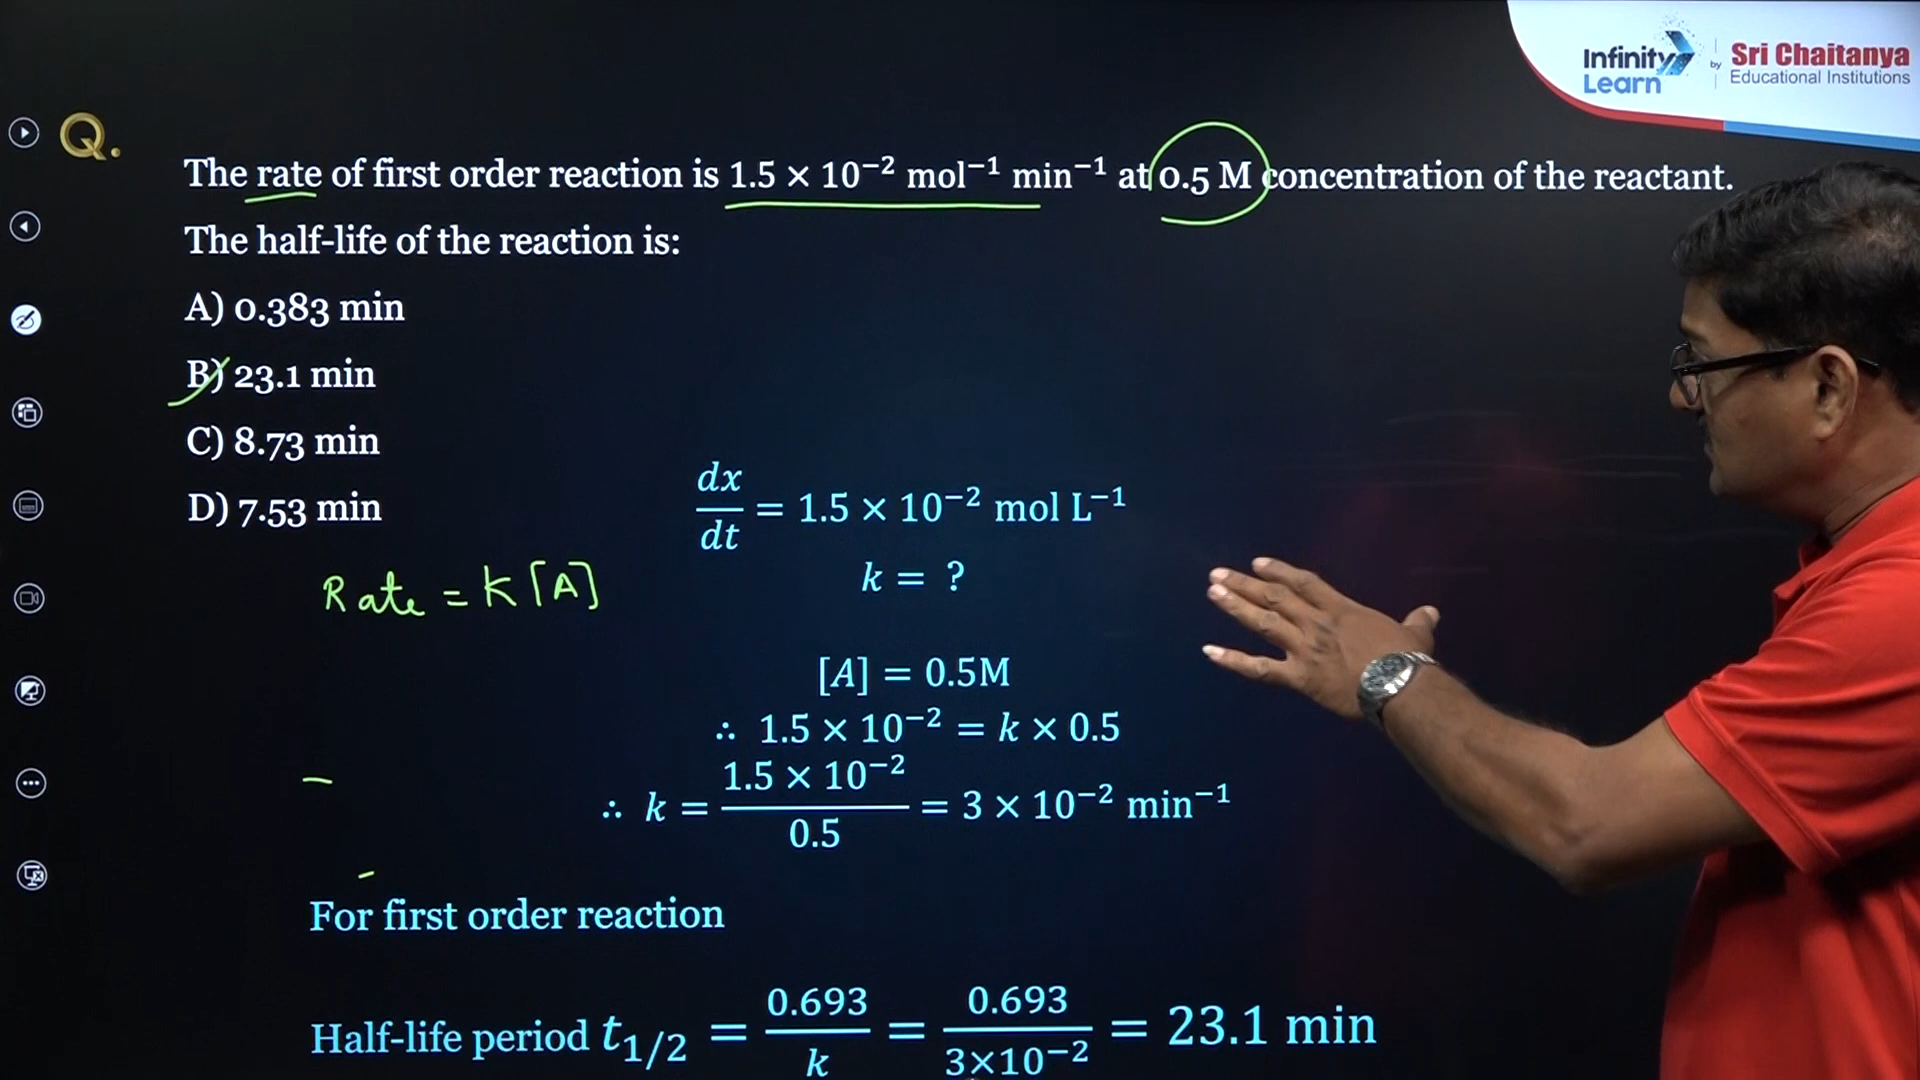 Infinity Learn by Sri Chaitanya Educational Institutions
Q.
The rate of first order reaction is 1.5 × 10⁻² mol⁻¹ min⁻¹ at 0.5 M concentration of the reactant.
The half-life of the reaction is:
A) 0.383 min
B) 23.1 min
C) 8.73 min
D) 7.53 min
dx/dt = 1.5 × 10⁻² mol L⁻¹
k = ?
Rate = K[A]
[A] = 0.5M
∴ 1.5 × 10⁻² = k × 0.5
∴ k = 1.5 × 10⁻²/0.5 = 3 × 10⁻² min⁻¹
For first order reaction
Half-life period t₁/₂ = 0.693/k = 0.693/3×10⁻² = 23.1 min